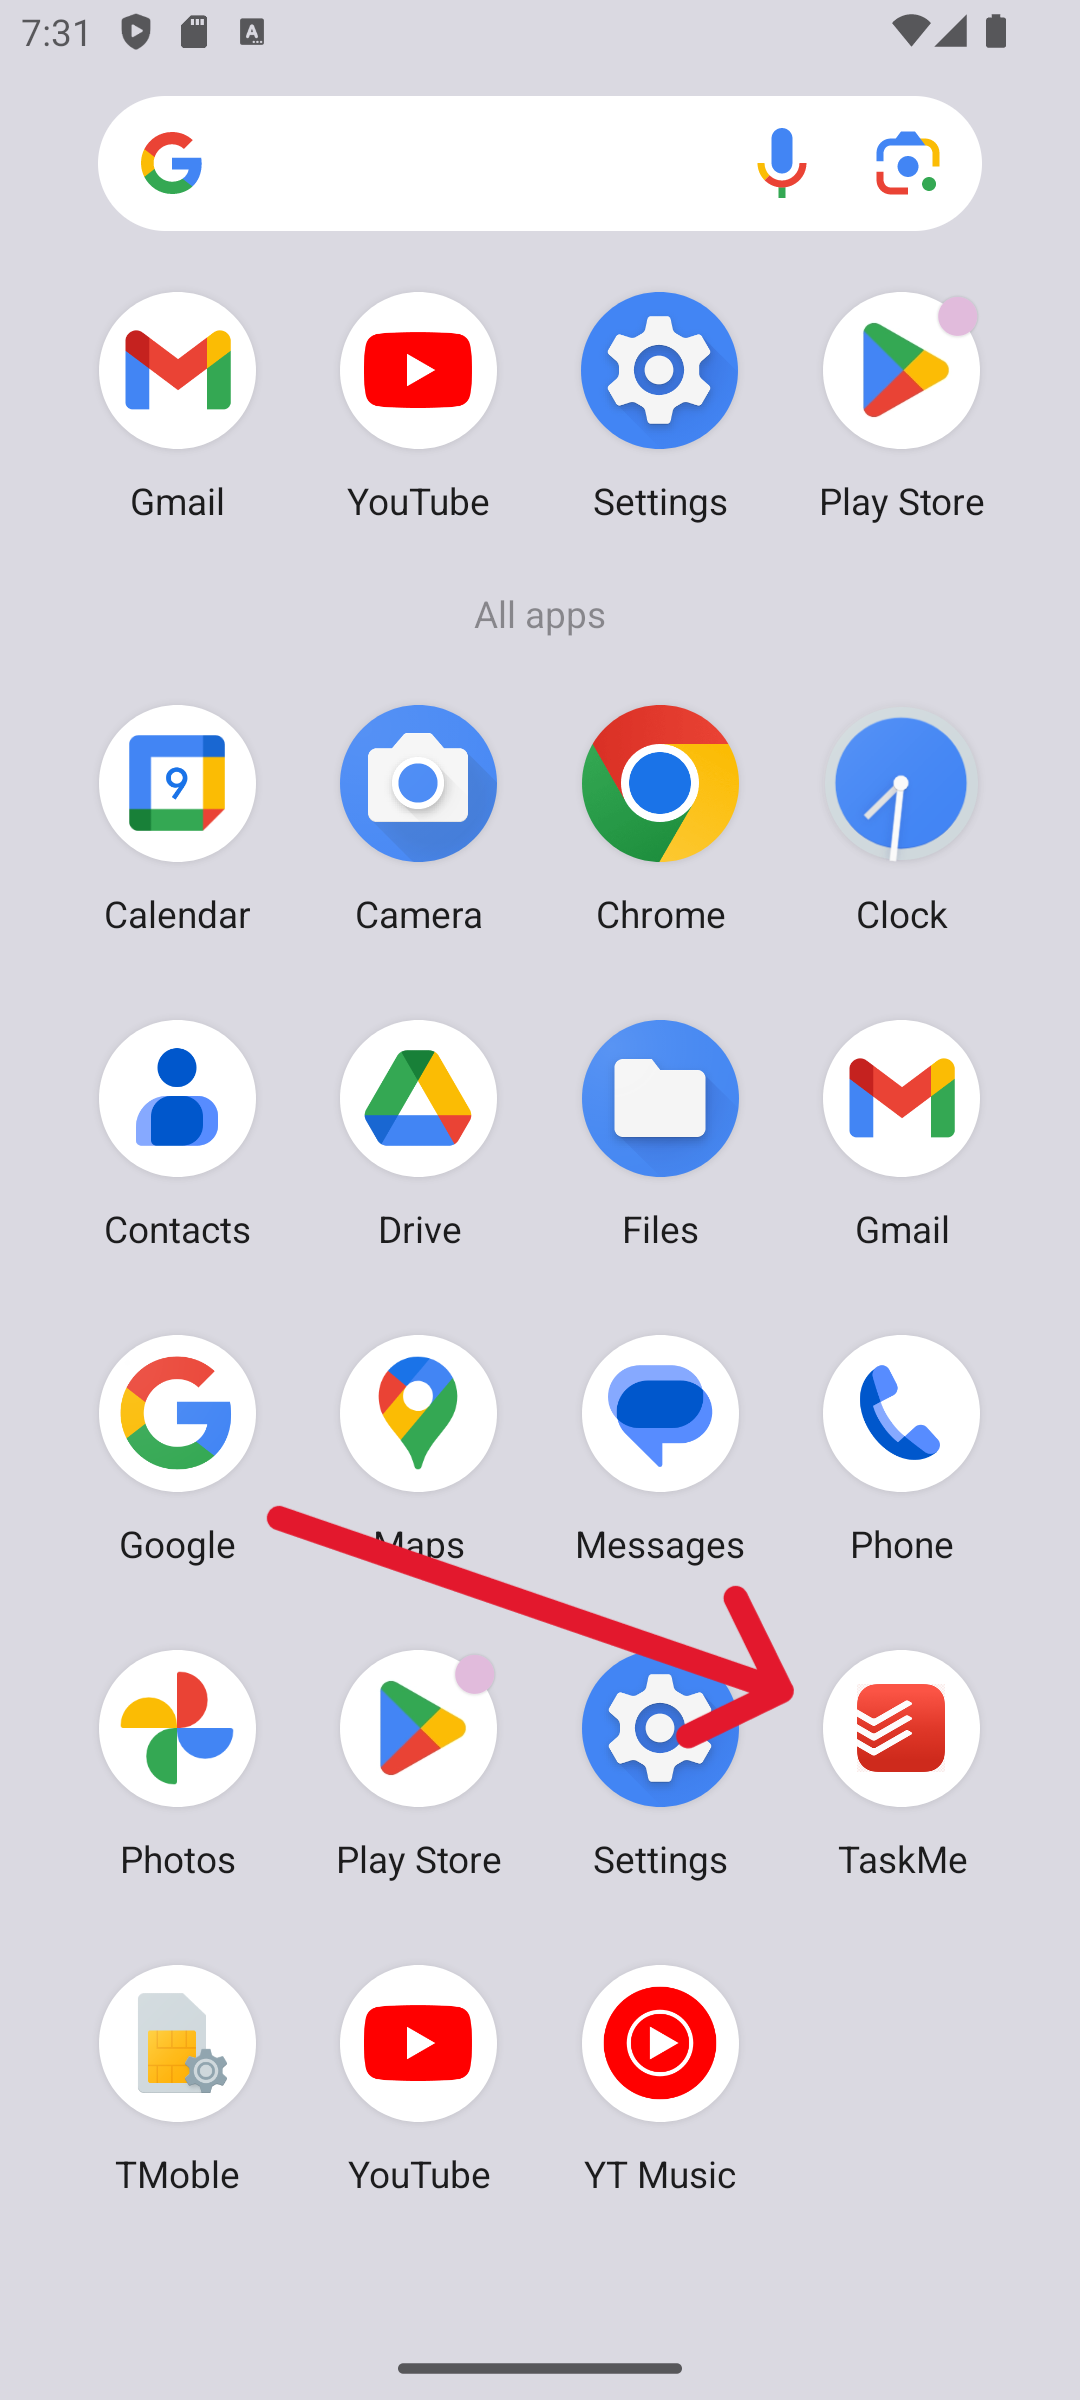 7:31
Gmail YouTube Settings Play Store
All apps
Calendar Camera Chrome Clock
Contacts Drive Files Gmail
Google Maps Messages Phone
Photos Play Store Settings TaskMe
TMoble YouTube YT Music